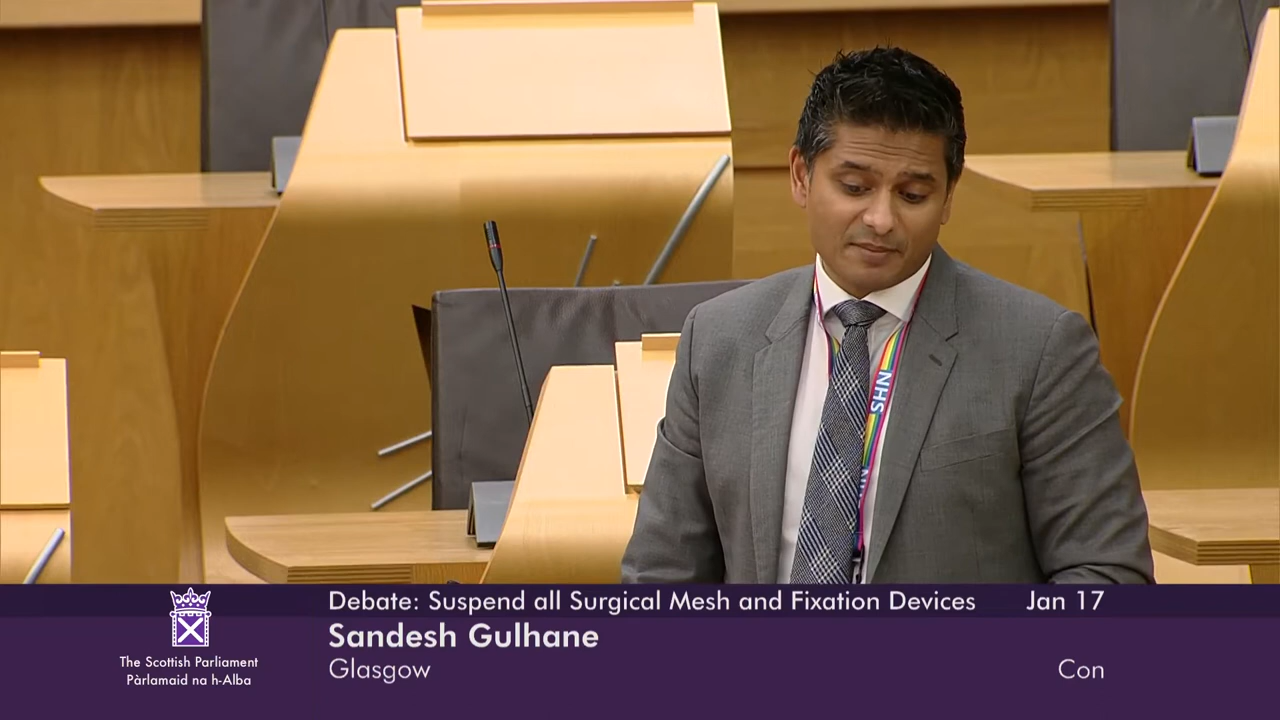 NHS
Debate: Suspend all Surgical Mesh and Fixation Devices Jan 17
Sandesh Gulhane
Glasgow Con
The Scottish Parliament
Pàrlamaid na h-Alba